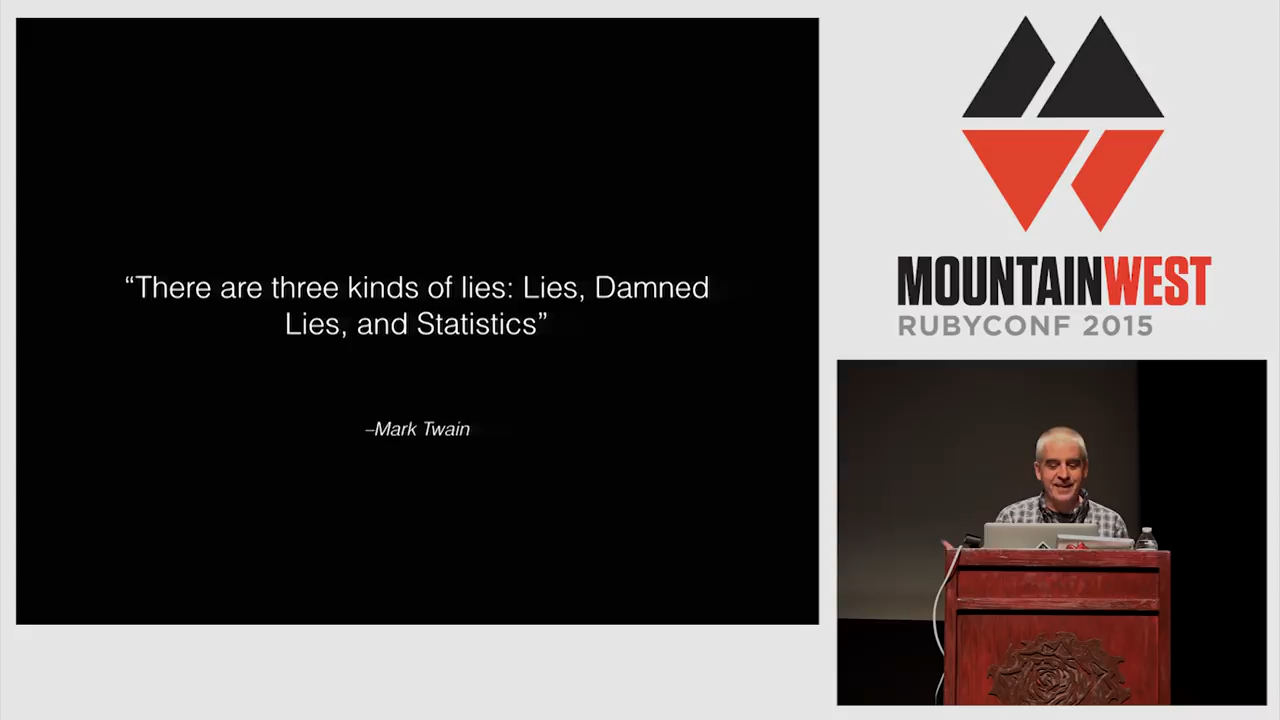 “There are three kinds of lies: Lies, Damned
Lies, and Statistics”
–Mark Twain
MOUNTAINWEST
RUBYCONF 2015